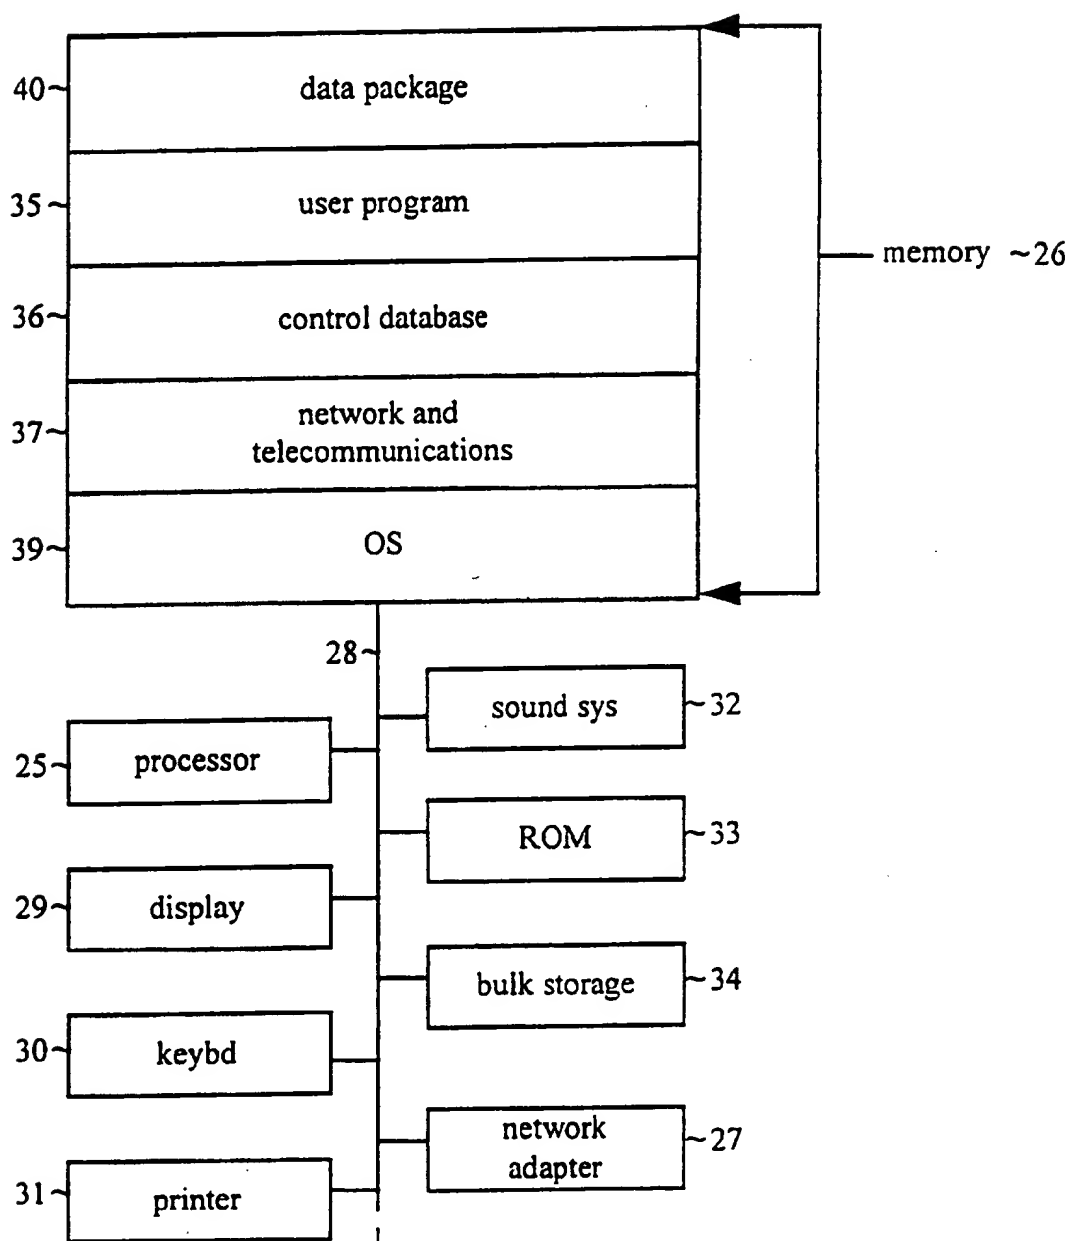 40~ data package
35~ user program
memory ~26
36~ control database
37~ network and
telecommunications
39~ OS
28~
sound sys ~32
25~ processor
ROM ~33
29~ display
bulk storage ~34
30~ keybd
network
adapter ~27
31~ printer